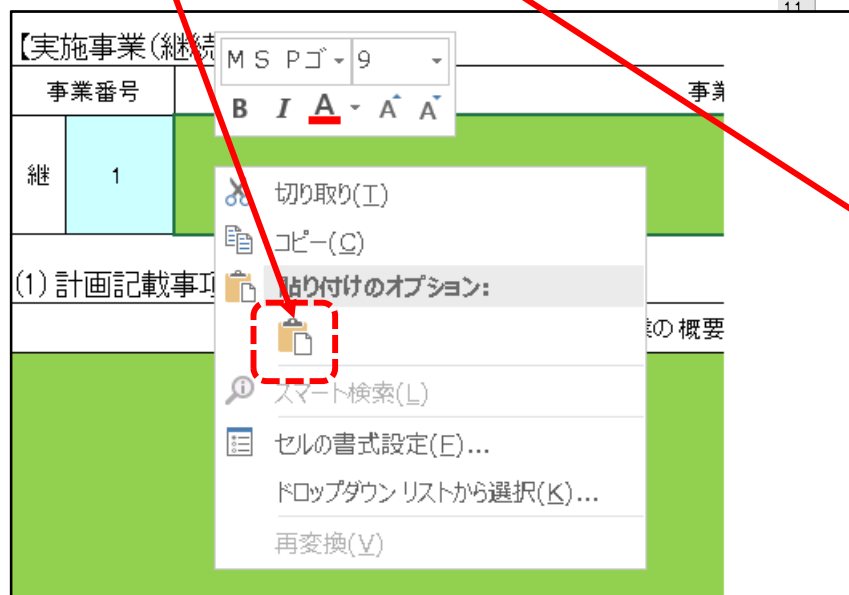 11
【実施事業(継続
ＭＳ Ｐゴ 9
事業番号
事業
B I A A A
継 1
切り取り(T)
コピー(C)
(1)計画記載事項
貼り付けのオプション:
の概要
スマート検索(L)
セルの書式設定(F)...
ドロップダウン リストから選択(K)...
再変換(V)